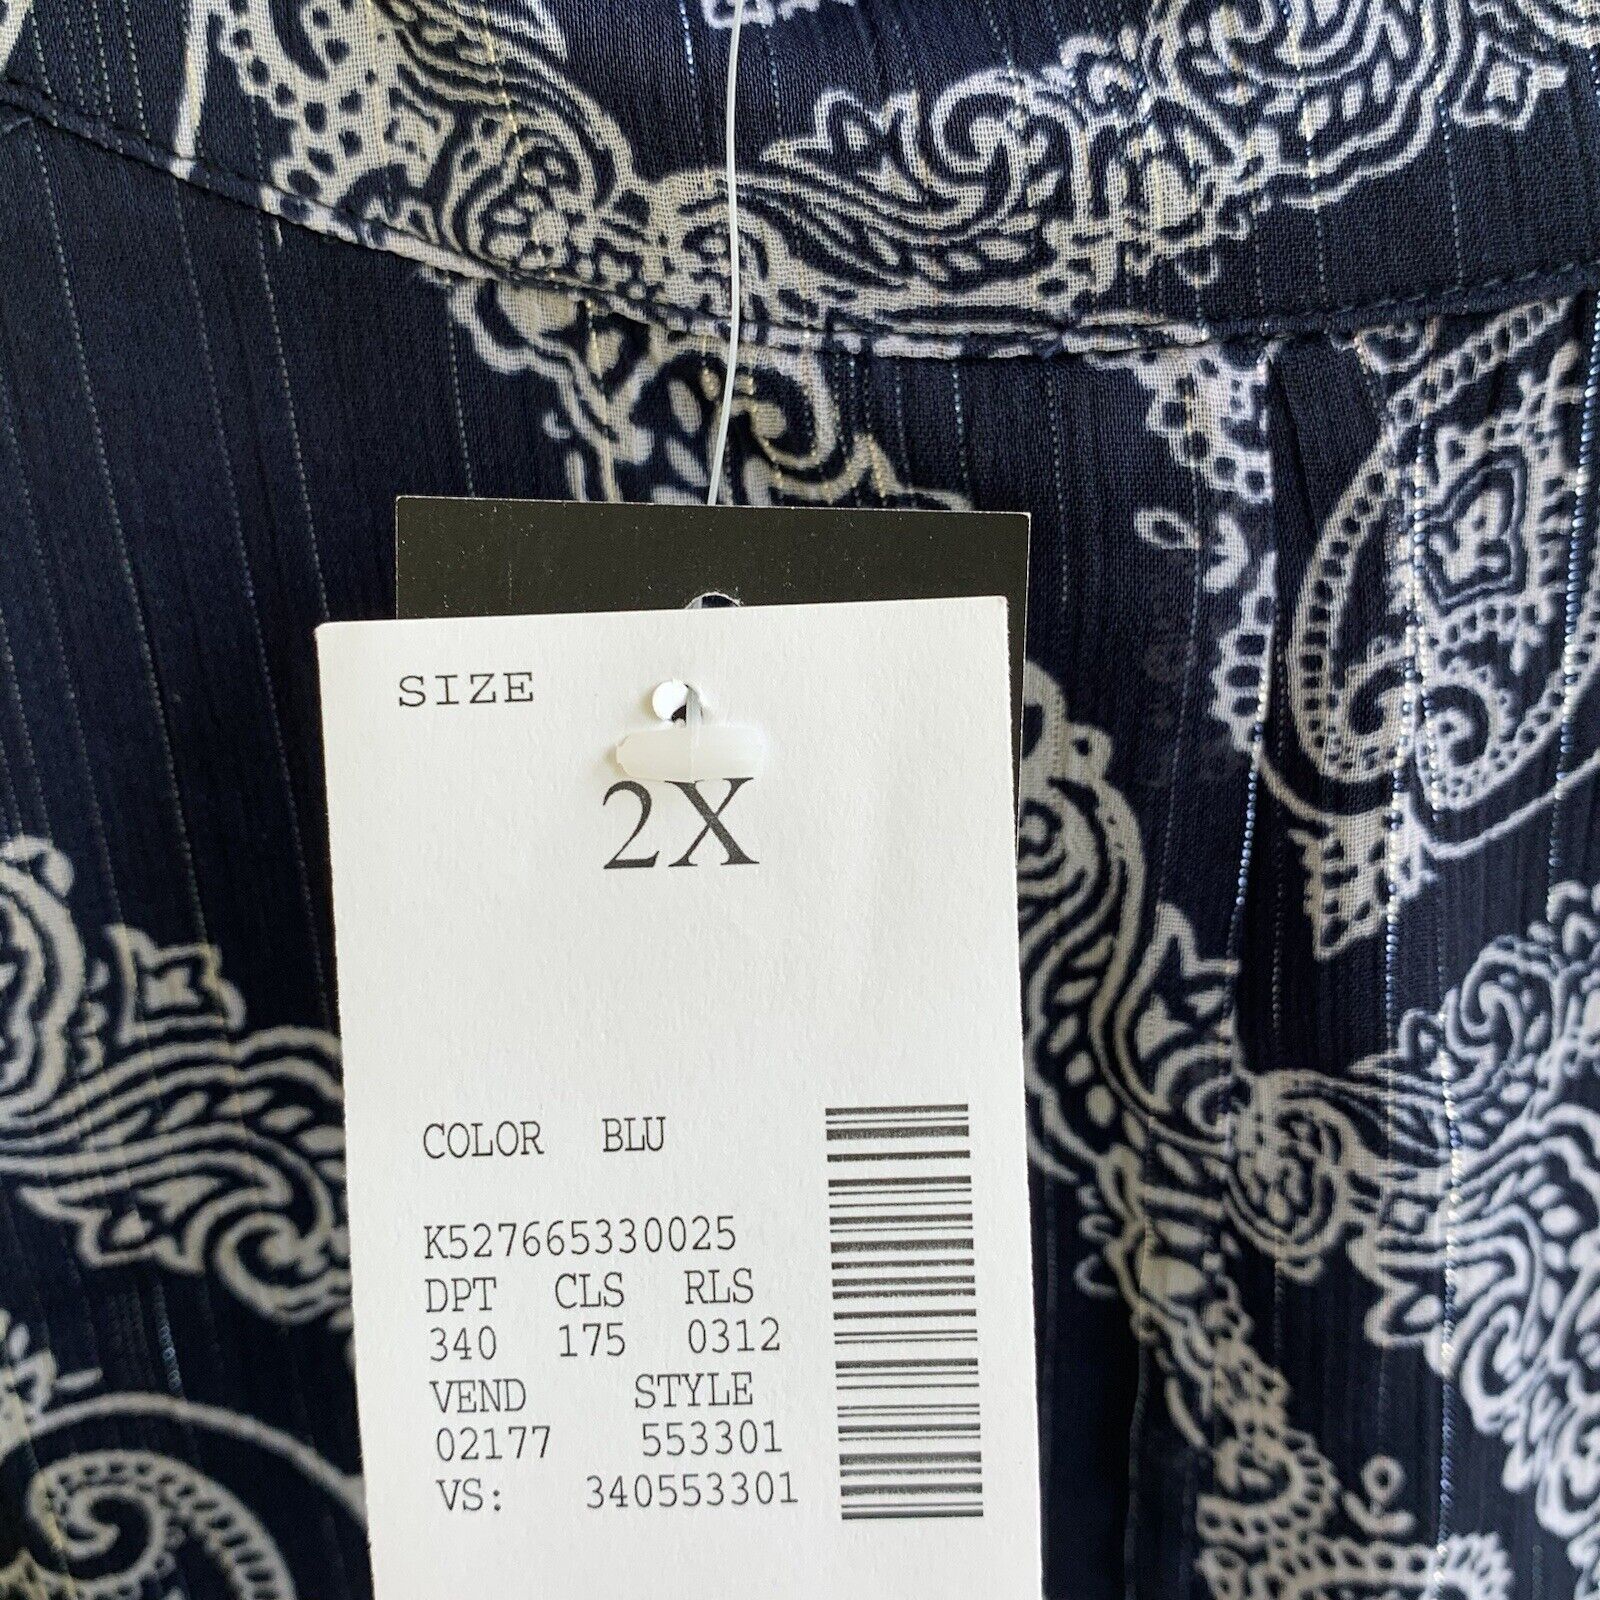 SIZE
2X
COLOR BLU
K527665330025
DPT CLS RLS
340 175 0312
VEND STYLE
02177 553301
VS: 340553301